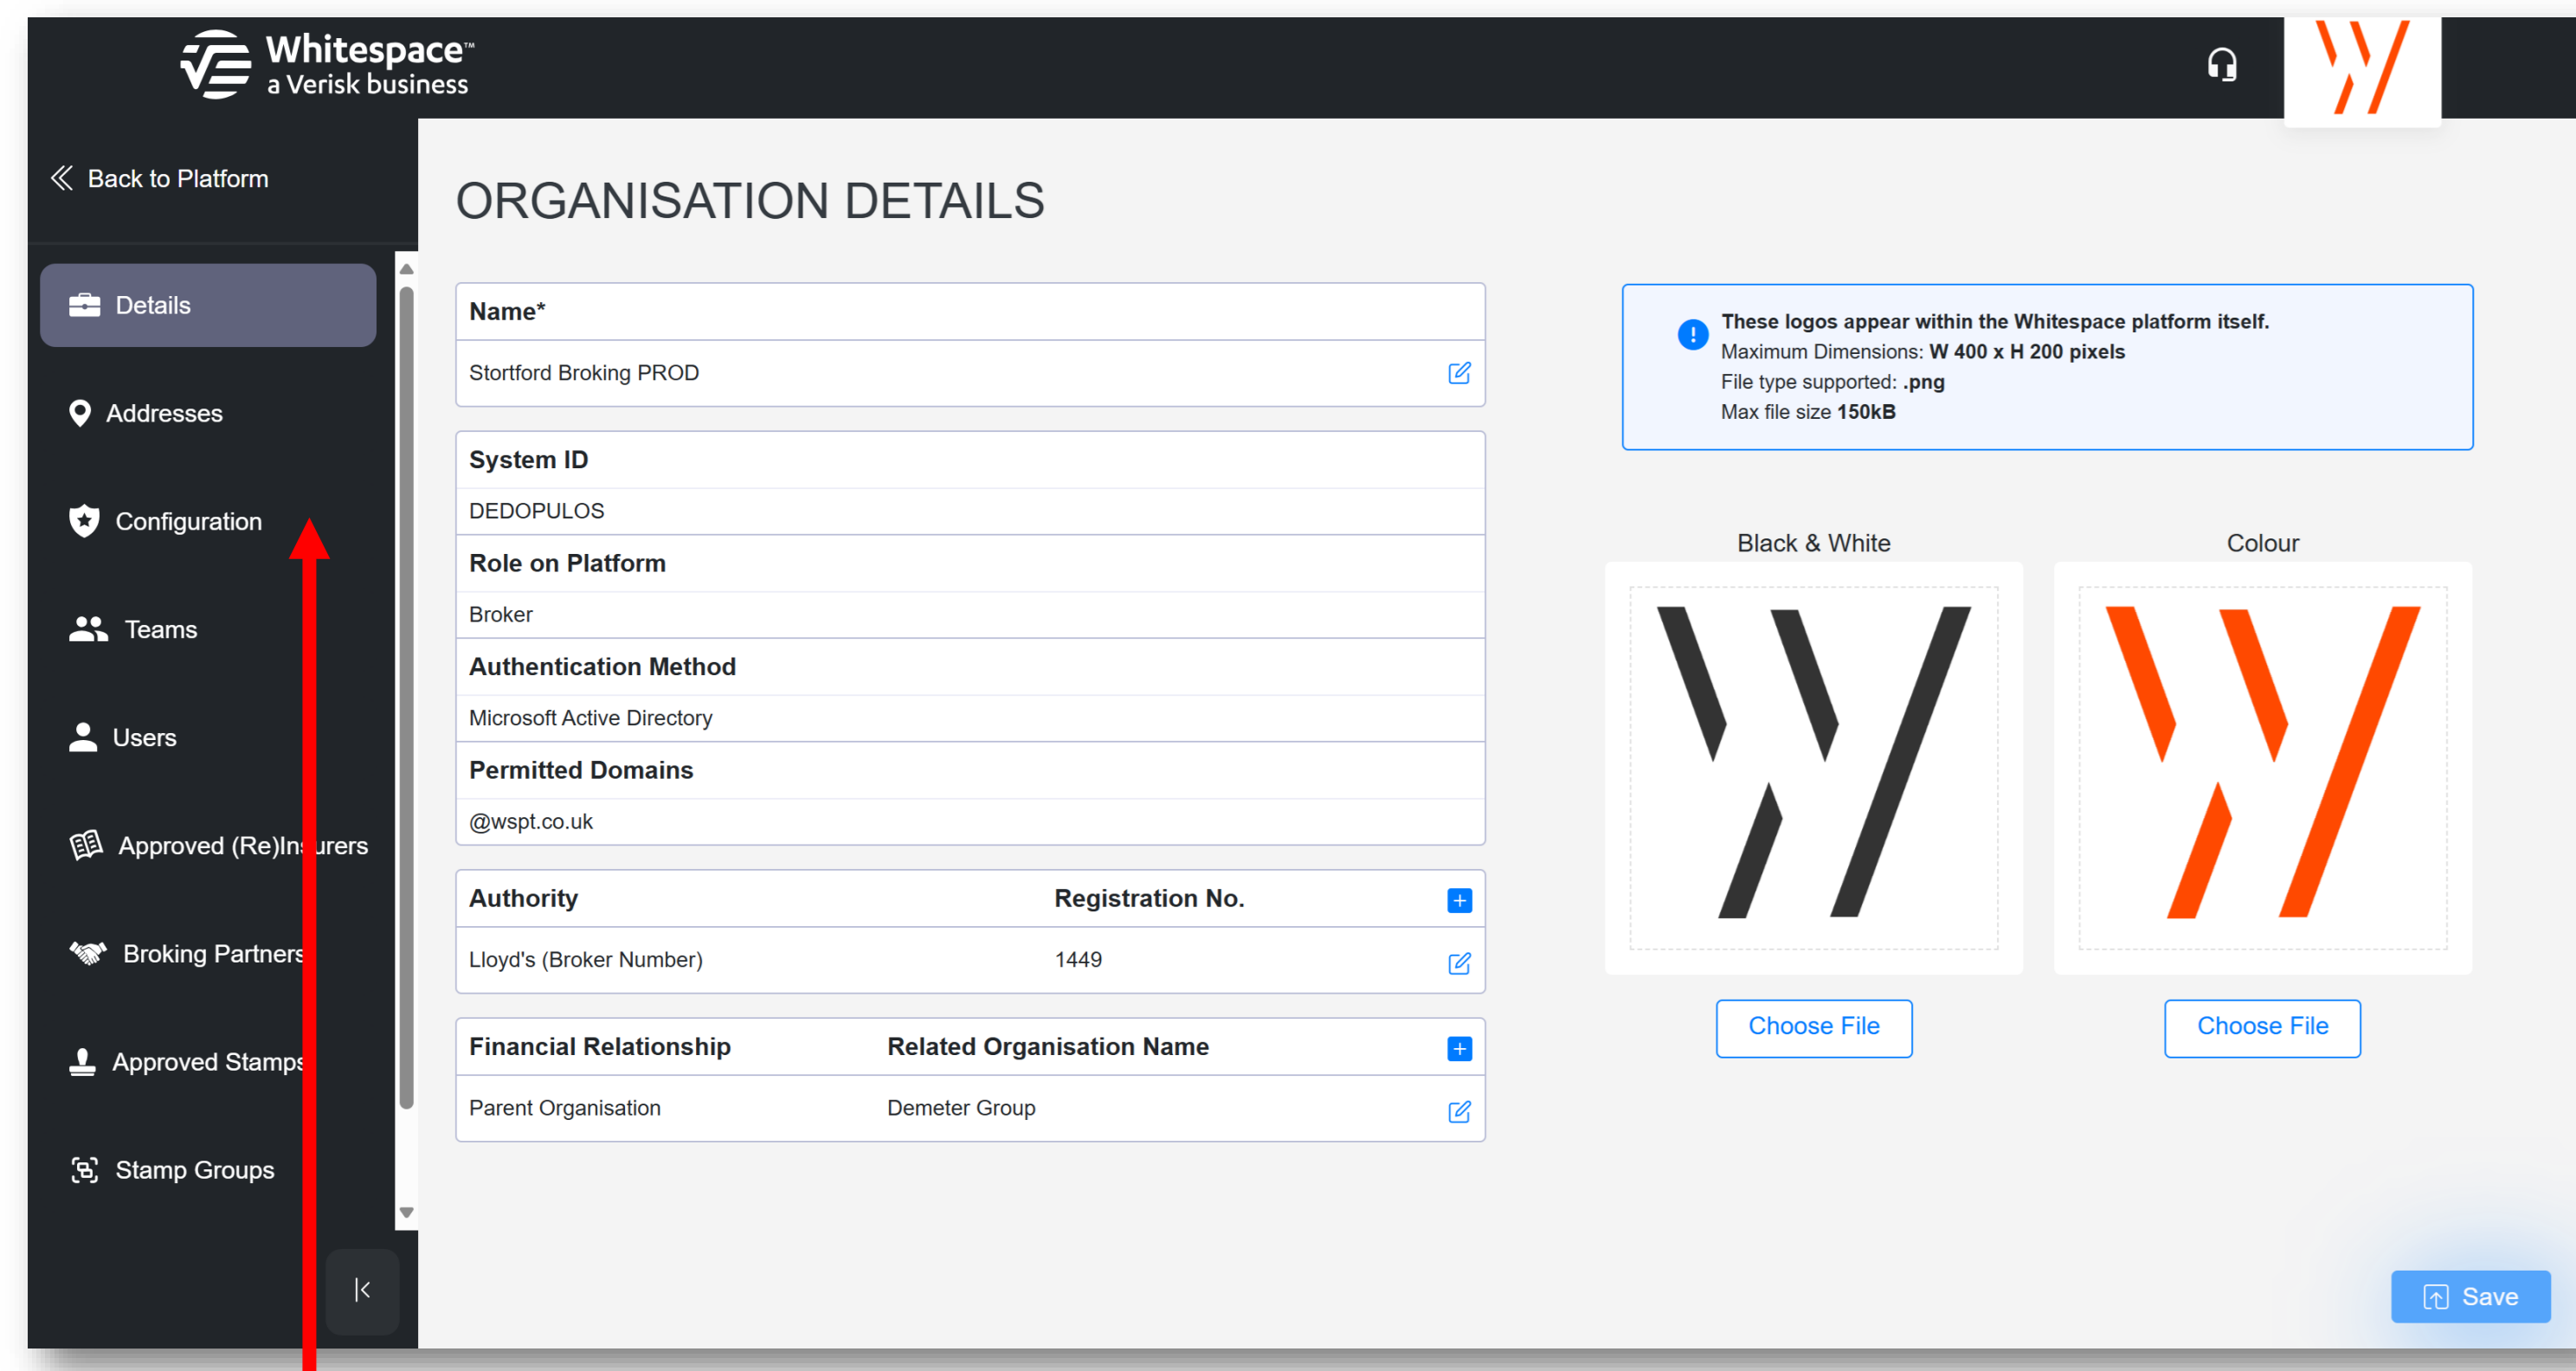 Whitespace™
a Verisk business
Back to Platform
Details
Addresses
Configuration
Teams
Users
Approved (Re)Insurers
Broking Partners
Approved Stamps
Stamp Groups
ORGANISATION DETAILS
Name*
Stortford Broking PROD
System ID
DEDOPULOS
Role on Platform
Broker
Authentication Method
Microsoft Active Directory
Permitted Domains
@wspt.co.uk
Authority Registration No.
Lloyd's (Broker Number) 1449
Financial Relationship Related Organisation Name
Parent Organisation Demeter Group
These logos appear within the Whitespace platform itself.
Maximum Dimensions: W 400 x H 200 pixels
File type supported: .png
Max file size 150kB
Black & White Colour
Choose File Choose File
Save